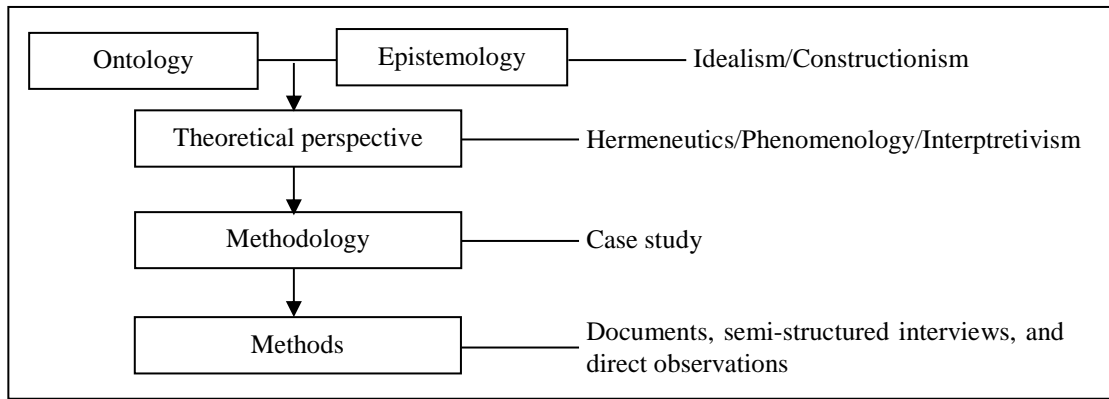 Ontology
Epistemology
Idealism/Constructionism
Theoretical perspective
Hermeneutics/Phenomenology/Interptretivism
Methodology
Case study
Methods
Documents, semi-structured interviews, and
direct observations